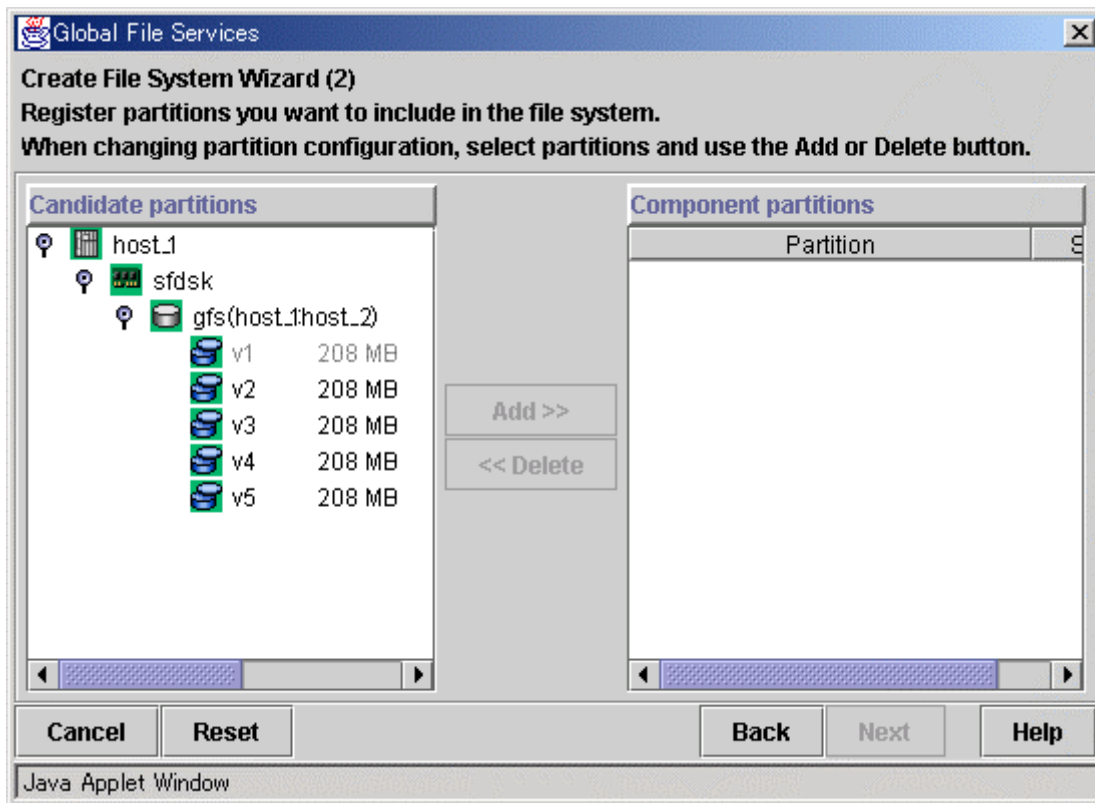 Global File Services
Create File System Wizard (2)
Register partitions you want to include in the file system.
When changing partition configuration, select partitions and use the Add or Delete button.
Candidate partitions
host_1
sfdsk
gfs(host_1:host_2)
v1 208 MB
v2 208 MB
v3 208 MB
v4 208 MB
v5 208 MB
Add >>
<< Delete
Component partitions
Partition S
Cancel Reset Back Next Help
Java Applet Window